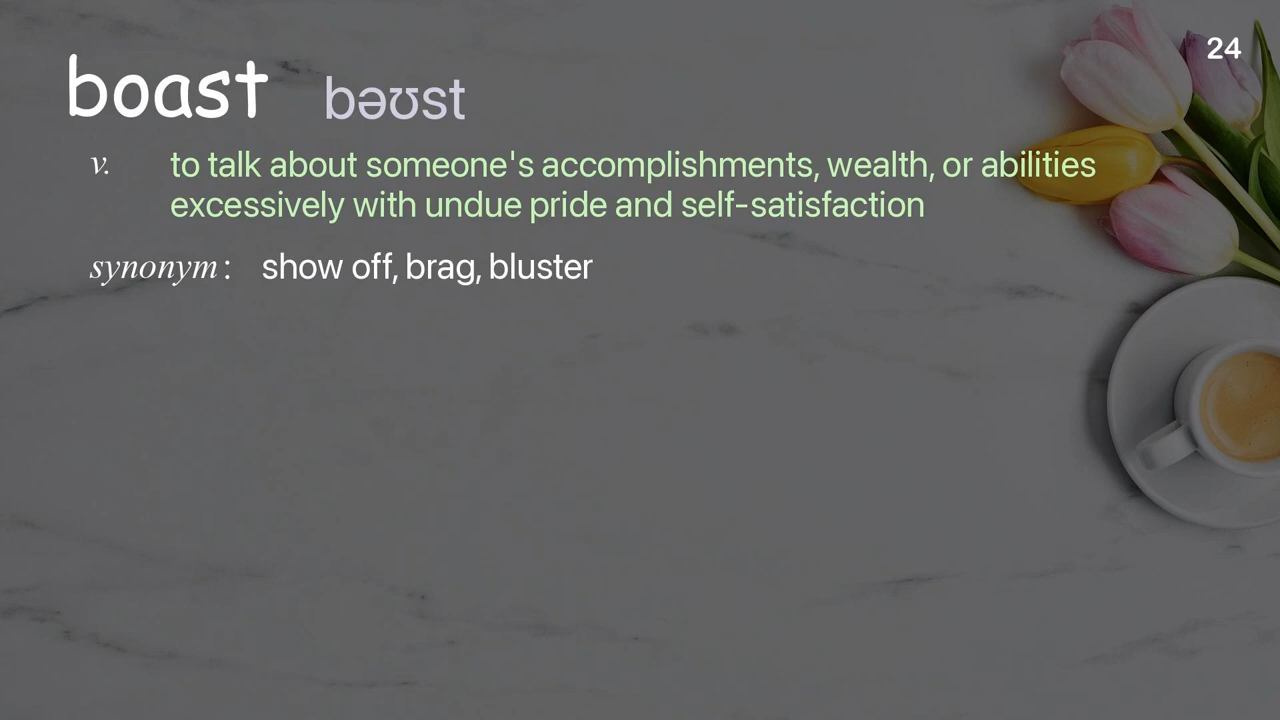 24
boast bəʊst
v. to talk about someone's accomplishments, wealth, or abilities
excessively with undue pride and self-satisfaction
synonym: show off, brag, bluster